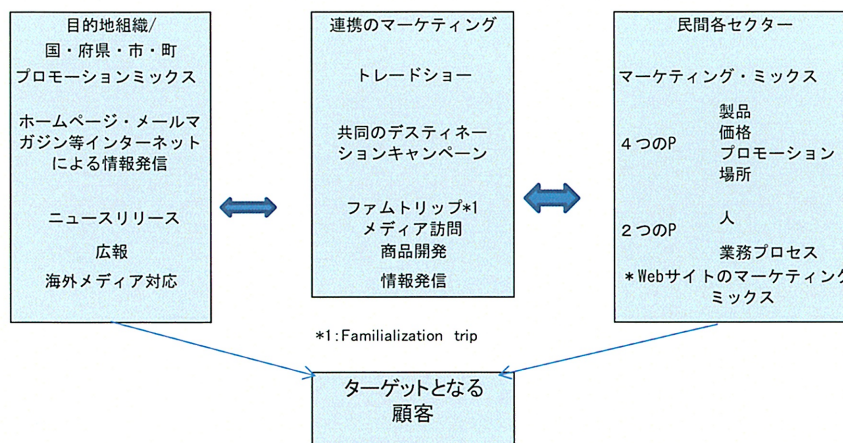 目的地組織/
国・府県・市・町
プロモーションミックス
ホームページ・メールマ
ガジン等インターネット
による情報発信
ニュースリリース
広報
海外メディア対応
連携のマーケティング
トレードショー
共同のデスティネー
ションキャンペーン
ファムトリップ*1
メディア訪問
商品開発
情報発信
民間各セクター
マーケティング・ミックス
4つのP
製品
価格
プロモーション
場所
2つのP
人
業務プロセス
*Webサイトのマーケティング
ミックス
*1:Familialization trip
ターゲットとなる
顧客